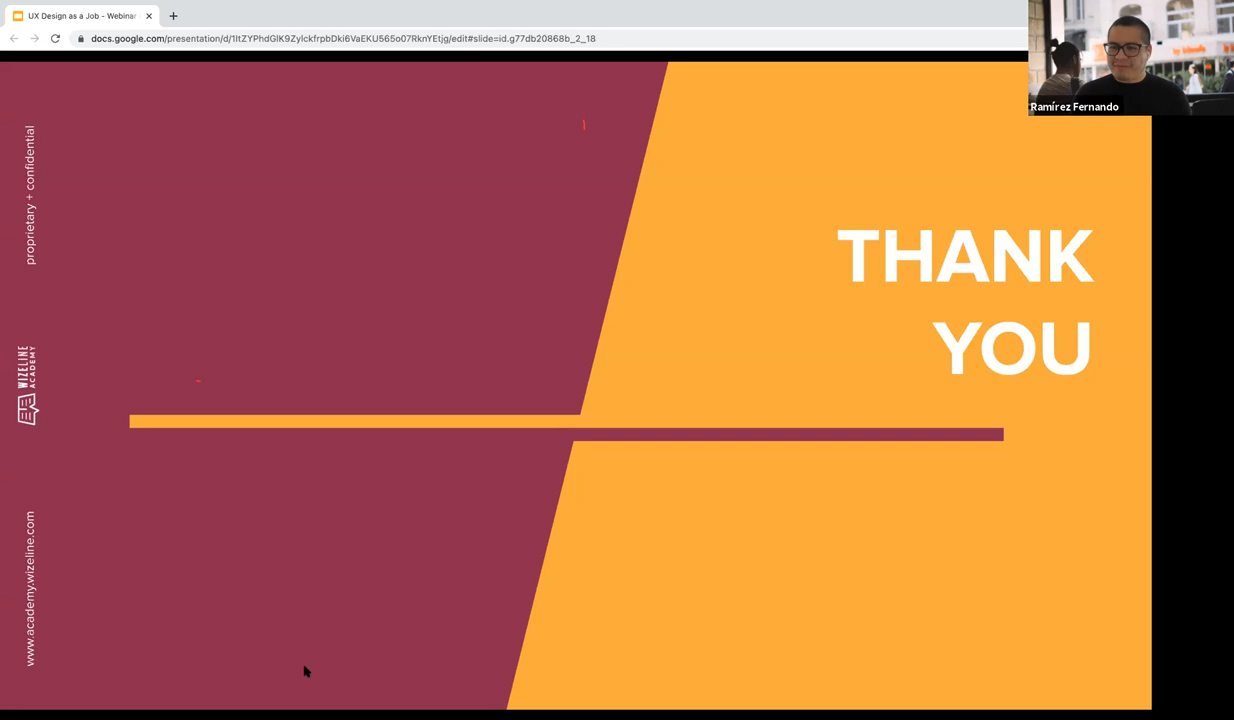 UX Design as a Job - Webinar
docs.google.com/presentation/d/1ItZYPhdGlK9ZylckfrpbDki6VaEKU565o07RknYEtjg/edit#slide=id.g77db20868b_2_18
Ramírez Fernando
proprietary + confidential
WIZELINE
ACADEMY
www.academy.wizeline.com
THANK
YOU